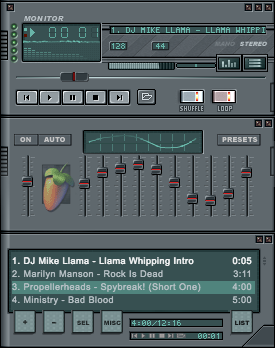 MONITOR
00 01
1. DJ MIKE LLAMA - LLAMA WHIPPI
128
44
MONO STEREO
SHUFFLE
LOOP
ON
AUTO
PRESETS
1. DJ Mike Llama - Llama Whipping Intro 0:05
2. Marilyn Manson - Rock Is Dead 3:11
3. Propellerheads - Spybreak! (Short One) 4:00
4. Ministry - Bad Blood 5:00
+
−
SEL
MISC
4:00/12:16
00:01
LIST